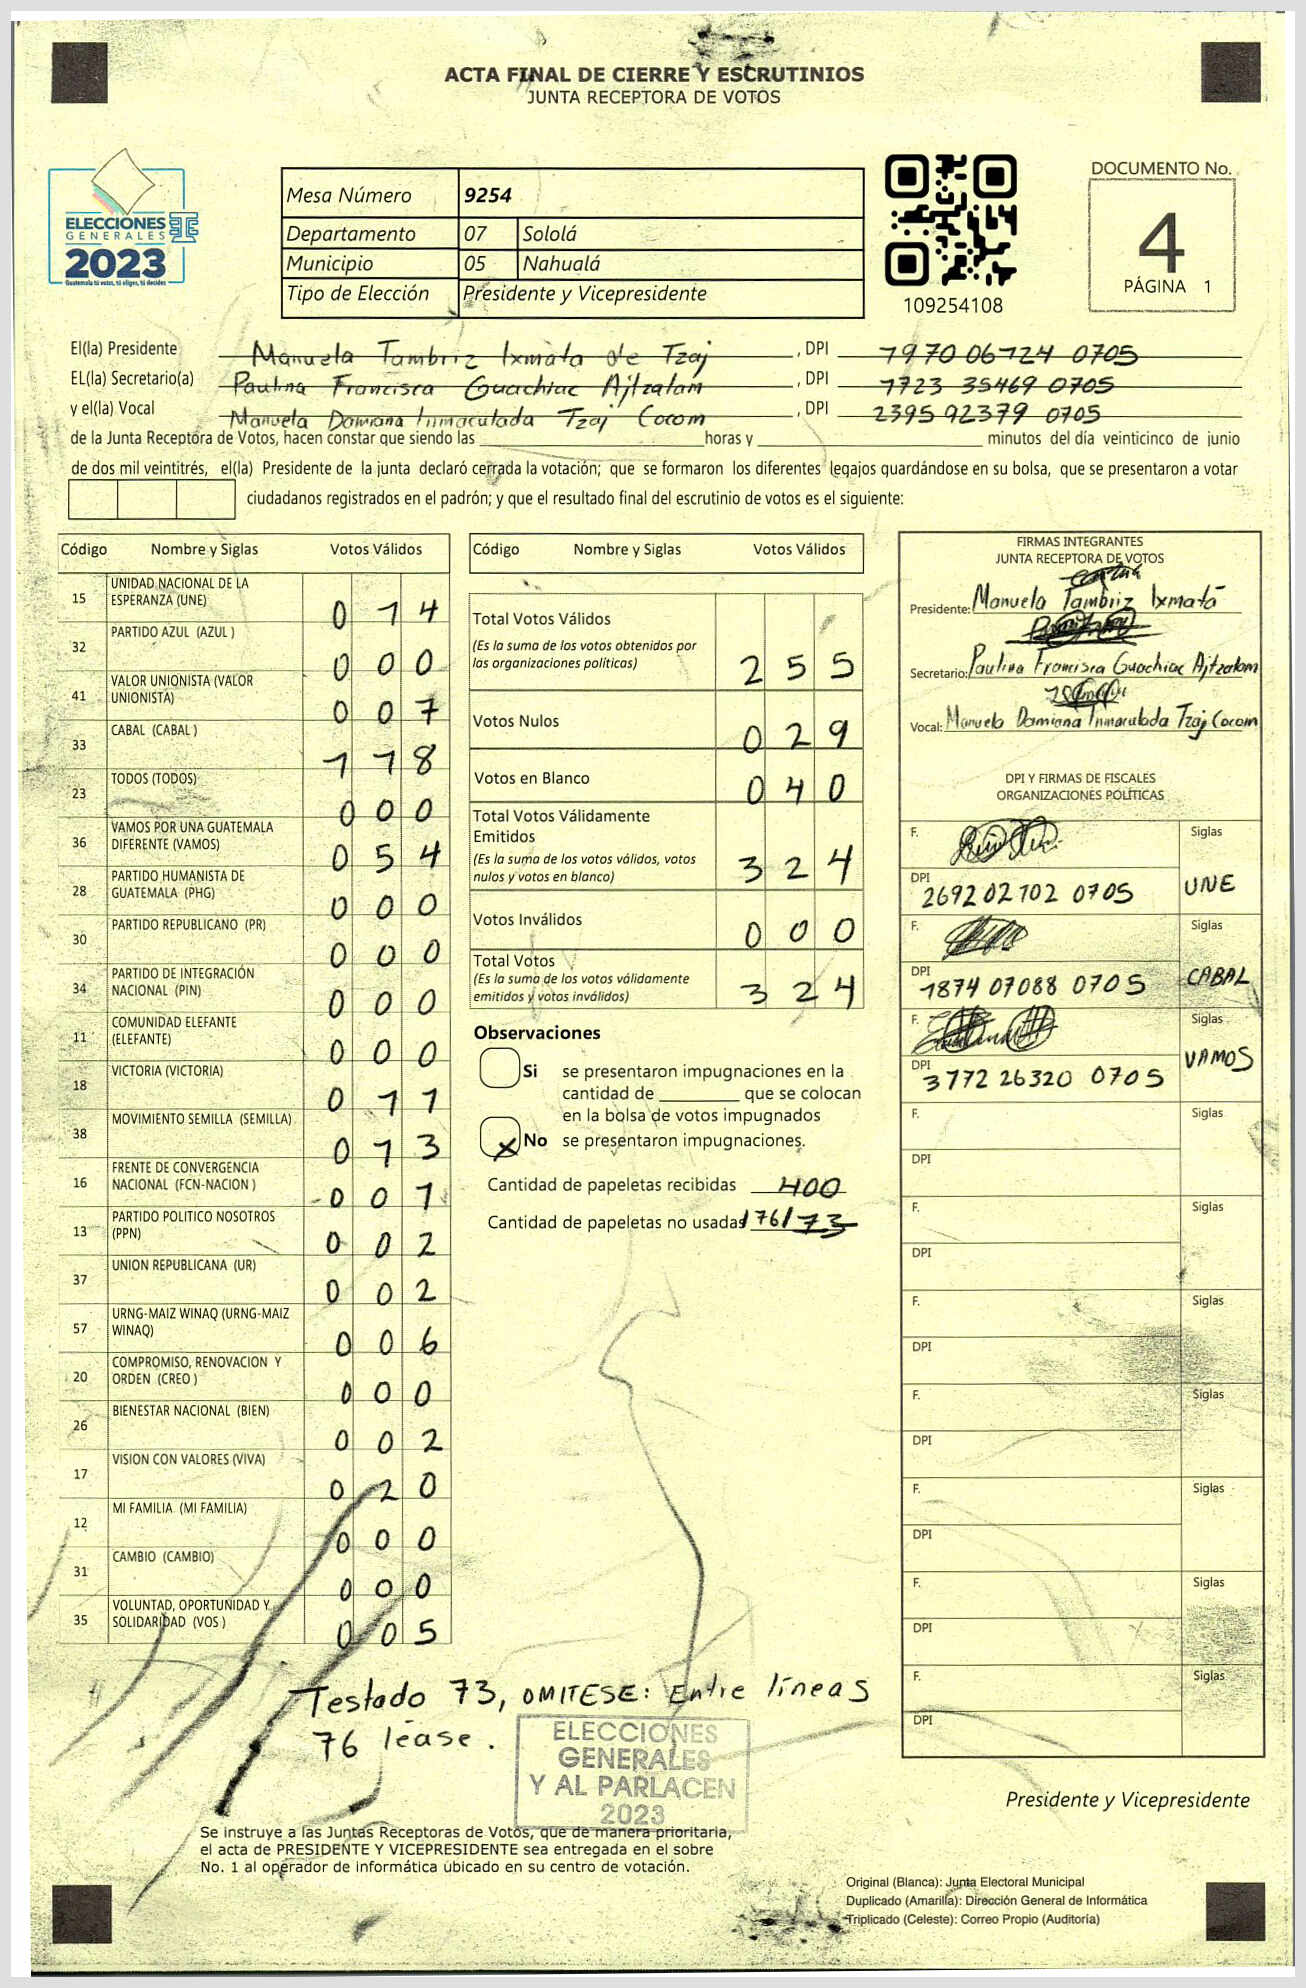 ACTA FINAL DE CIERRE Y ESCRUTINIOS
JUNTA RECEPTORA DE VOTOS
ELECCIONES
GENERALES
2023
Guatemala tú votas, tú eliges, tú decides
Mesa Número 9254
Departamento 07 Sololá
Municipio 05 Nahualá
Tipo de Elección Presidente y Vicepresidente
109254108
DOCUMENTO No.
4
PÁGINA 1
El(la) Presidente Manuela Tambriz Ixmata de Tzaj , DPI 1970 06124 0705
EL(la) Secretario(a) Paulina Francisca Guachiac Ajtzalam , DPI 1723 35469 0705
y el(la) Vocal Manuela Damiana Inmaculada Tzaj Cocom , DPI 2395 92379 0705
de la Junta Receptora de Votos, hacen constar que siendo las horas y minutos del día veinticinco de junio
de dos mil veintitrés, el(la) Presidente de la junta declaró cerrada la votación; que se formaron los diferentes legajos guardándose en su bolsa, que se presentaron a votar
ciudadanos registrados en el padrón; y que el resultado final del escrutinio de votos es el siguiente:
Código Nombre y Siglas Votos Válidos
15 UNIDAD NACIONAL DE LA ESPERANZA (UNE) 0 1 4
32 PARTIDO AZUL (AZUL ) 0 0 0
41 VALOR UNIONISTA (VALOR UNIONISTA) 0 0 7
33 CABAL (CABAL ) 1 1 8
23 TODOS (TODOS) 0 0 0
36 VAMOS POR UNA GUATEMALA DIFERENTE (VAMOS) 0 5 4
28 PARTIDO HUMANISTA DE GUATEMALA (PHG) 0 0 0
30 PARTIDO REPUBLICANO (PR) 0 0 0
34 PARTIDO DE INTEGRACIÓN NACIONAL (PIN) 0 0 0
11 COMUNIDAD ELEFANTE (ELEFANTE) 0 0 0
18 VICTORIA (VICTORIA) 0 1 1
38 MOVIMIENTO SEMILLA (SEMILLA) 0 1 3
16 FRENTE DE CONVERGENCIA NACIONAL (FCN-NACION ) 0 0 1
13 PARTIDO POLITICO NOSOTROS (PPN) 0 0 2
37 UNION REPUBLICANA (UR) 0 0 2
57 URNG-MAIZ WINAQ (URNG-MAIZ WINAQ) 0 0 6
20 COMPROMISO, RENOVACION Y ORDEN (CREO ) 0 0 0
26 BIENESTAR NACIONAL (BIEN) 0 0 2
17 VISION CON VALORES (VIVA) 0 2 0
12 MI FAMILIA (MI FAMILIA) 0 0 0
31 CAMBIO (CAMBIO) 0 0 0
35 VOLUNTAD, OPORTUNIDAD Y SOLIDARIDAD (VOS ) 0 0 5
Código Nombre y Siglas Votos Válidos
Total Votos Válidos
(Es la suma de los votos obtenidos por
las organizaciones políticas) 2 5 5
Votos Nulos 0 2 9
Votos en Blanco 0 4 0
Total Votos Válidamente
Emitidos
(Es la suma de los votos válidos, votos
nulos y votos en blanco) 3 2 4
Votos Inválidos 0 0 0
Total Votos
(Es la suma de los votos válidamente
emitidos y votos inválidos) 3 2 4
Observaciones
Si se presentaron impugnaciones en la
cantidad de que se colocan
en la bolsa de votos impugnados
X No se presentaron impugnaciones.
Cantidad de papeletas recibidas 400
Cantidad de papeletas no usadas /76/ 73
FIRMAS INTEGRANTES
JUNTA RECEPTORA DE VOTOS
Presidente: Manuela Tambriz Ixmatá
Secretario: Paulina Francisca Guachiac Ajtzalam
Vocal: Manuela Damiana Inmaculada Tzaj Cocom
DPI Y FIRMAS DE FISCALES
ORGANIZACIONES POLÍTICAS
F. Siglas
DPI 2692 02102 0705 UNE
F. Siglas
DPI 1874 07088 0705 CABAL
F. Siglas
DPI 3772 26320 0705 VAMOS
F. Siglas
DPI
F. Siglas
DPI
F. Siglas
DPI
F. Siglas
DPI
F. Siglas
DPI
F. Siglas
DPI
F. Siglas
DPI
Testado 73, OMITESE: Entre líneas
76 léase.
ELECCIONES
GENERALES
Y AL PARLACEN
2023
Presidente y Vicepresidente
Se instruye a las Juntas Receptoras de Votos, que de manera prioritaria,
el acta de PRESIDENTE Y VICEPRESIDENTE sea entregada en el sobre
No. 1 al operador de informática ubicado en su centro de votación.
Original (Blanca): Junta Electoral Municipal
Duplicado (Amarilla): Dirección General de Informática
Triplicado (Celeste): Correo Propio (Auditoría)